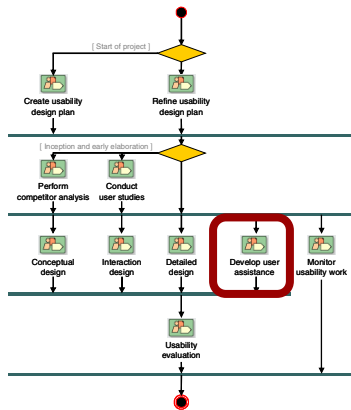 [ Start of project ]
Create usability
design plan
Refine usability
design plan
[ Inception and early elaboration ]
Perform
competitor analysis
Conduct
user studies
Conceptual
design
Interaction
design
Detailed
design
Develop user
assistance
Monitor
usability work
Usability
evaluation